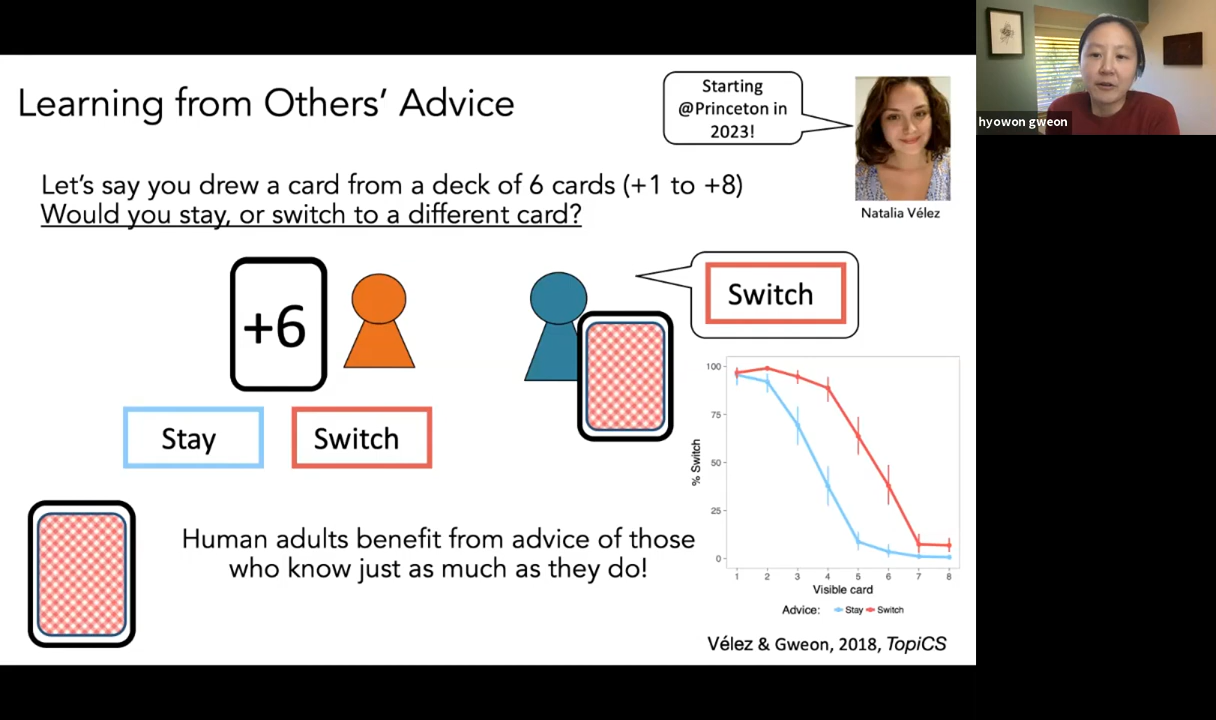 Learning from Others’ Advice
Starting
@Princeton in
2023!
hyowon gweon
Natalia Vélez
Let’s say you drew a card from a deck of 6 cards (+1 to +8)
Would you stay, or switch to a different card?
+6
Switch
Stay
Switch
Human adults benefit from advice of those
who know just as much as they do!
% Switch
100
75
50
25
0
1 2 3 4 5 6 7 8
Visible card
Advice: Stay Switch
Vélez & Gweon, 2018, TopiCS